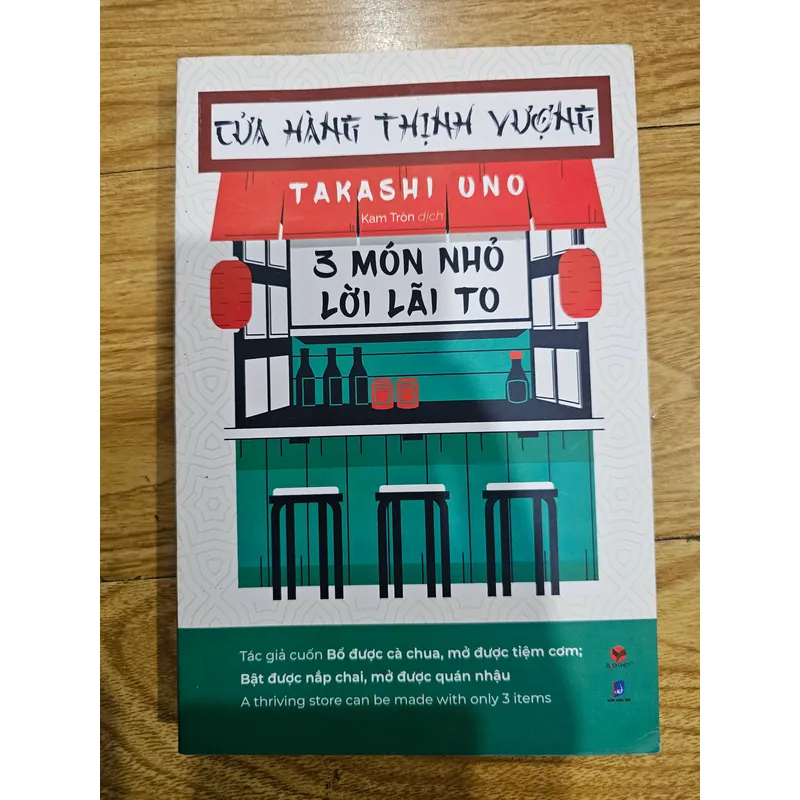 CỬA HÀNG THỊNH VƯỢNG
TAKASHI UNO
Kam Tròn dịch
3 MÓN NHỎ
LỜI LÃI TO
Tác giả cuốn Bổ được cà chua, mở được tiệm cơm;
Bật được nắp chai, mở được quán nhậu
A thriving store can be made with only 3 items